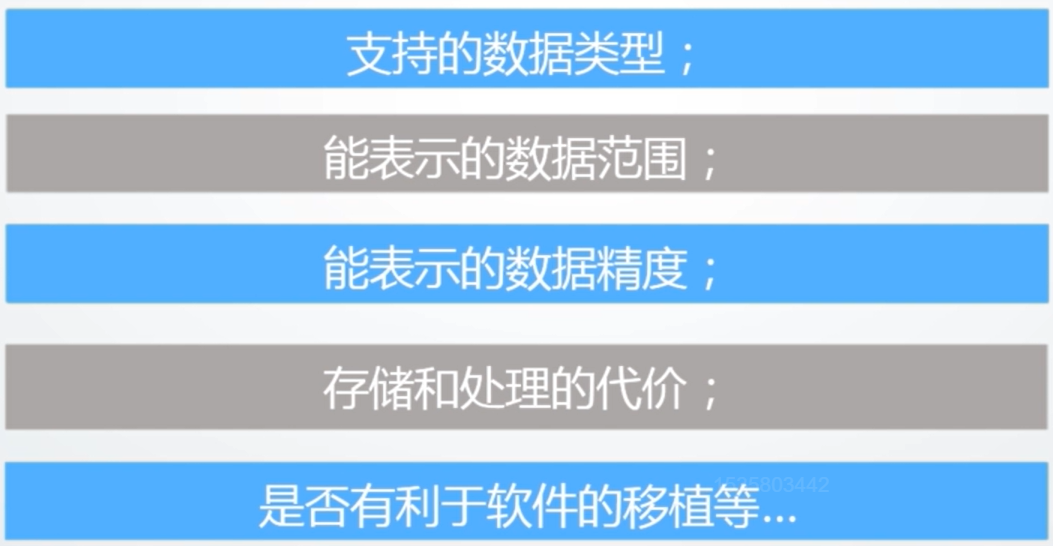 支持的数据类型；
能表示的数据范围；
能表示的数据精度；
存储和处理的代价；
是否有利于软件的移植等...